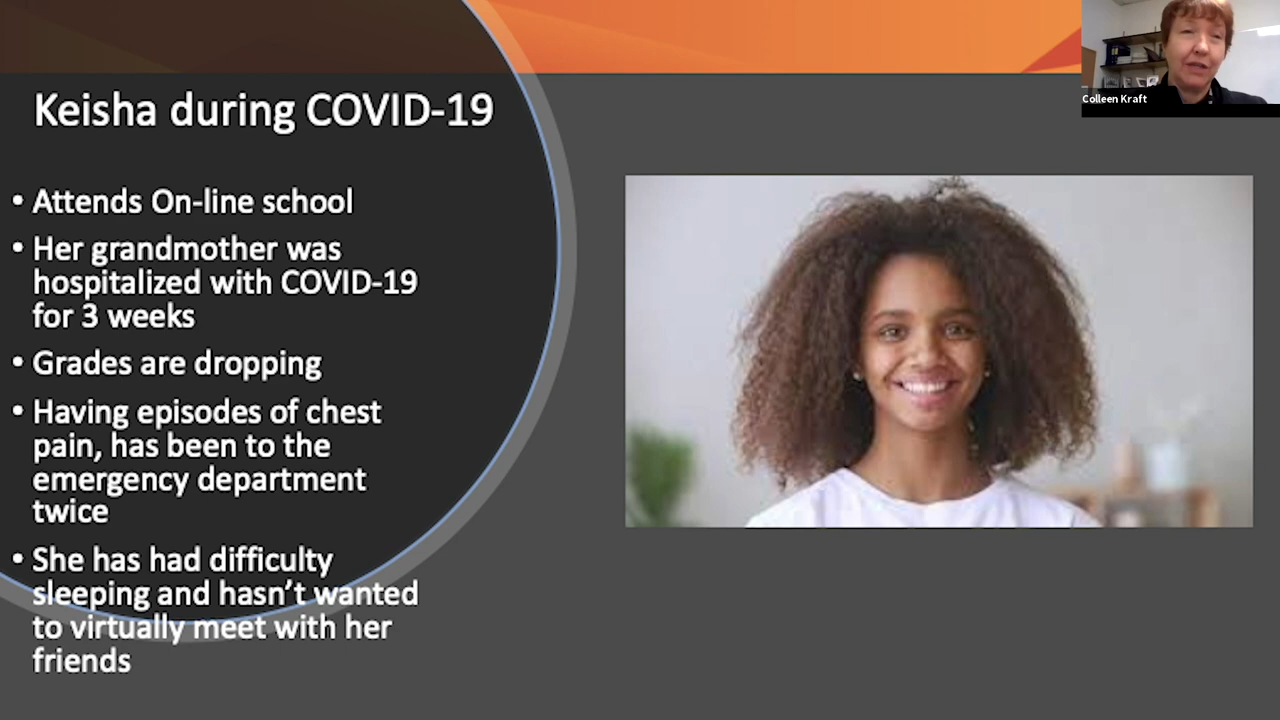 Colleen Kraft
Keisha during COVID-19
• Attends On-line school
• Her grandmother was
hospitalized with COVID-19
for 3 weeks
• Grades are dropping
• Having episodes of chest
pain, has been to the
emergency department
twice
• She has had difficulty
sleeping and hasn't wanted
to virtually meet with her
friends